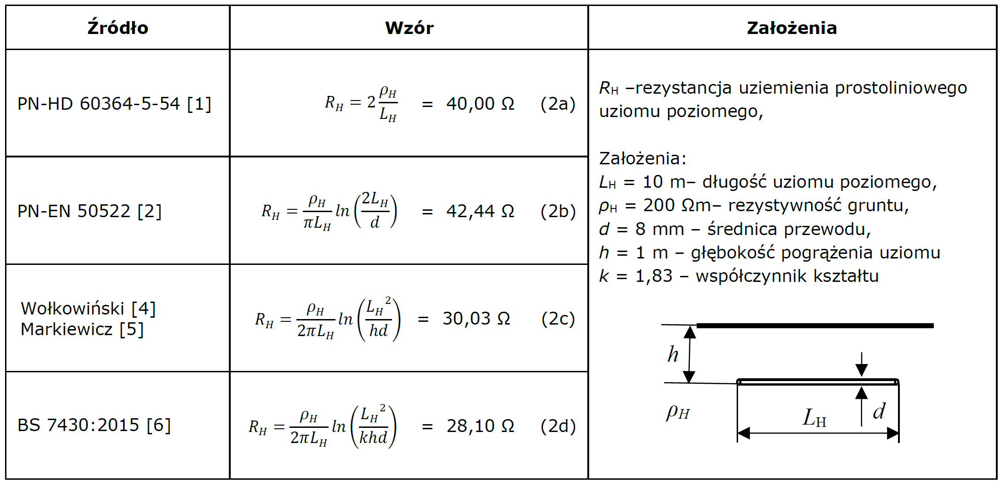 Źródło
Wzór
Założenia
PN-HD 60364-5-54 [1]
R_H = 2 ρ_H / L_H = 40,00 Ω (2a)
PN-EN 50522 [2]
R_H = ρ_H / πL_H ln (2L_H / d) = 42,44 Ω (2b)
Wołkowiński [4]
Markiewicz [5]
R_H = ρ_H / 2πL_H ln (L_H² / hd) = 30,03 Ω (2c)
BS 7430:2015 [6]
R_H = ρ_H / 2πL_H ln (L_H² / khd) = 28,10 Ω (2d)
R_H –rezystancja uziemienia prostoliniowego
uziomu poziomego,
Założenia:
L_H = 10 m– długość uziomu poziomego,
ρ_H = 200 Ωm– rezystywność gruntu,
d = 8 mm – średnica przewodu,
h = 1 m – głębokość pogrążenia uziomu
k = 1,83 – współczynnik kształtu
h
ρ_H
L_H
d